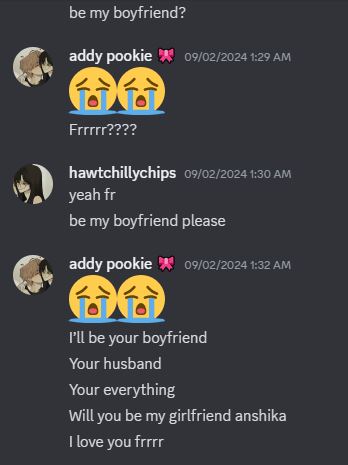 be my boyfriend?
addy pookie 🎀 09/02/2024 1:29 AM
😭😭
Frrrrr????
hawtchillychips 09/02/2024 1:30 AM
yeah fr
be my boyfriend please
addy pookie 🎀 09/02/2024 1:32 AM
😭😭
I'll be your boyfriend
Your husband
Your everything
Will you be my girlfriend anshika
I love you frrrr